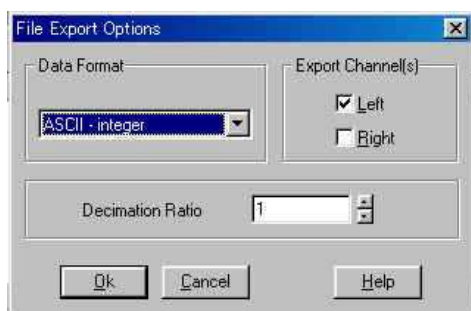 File Export Options
Data Format
ASCII - integer
Export Channel(s)
Left
Right
Decimation Ratio
1
Ok
Cancel
Help